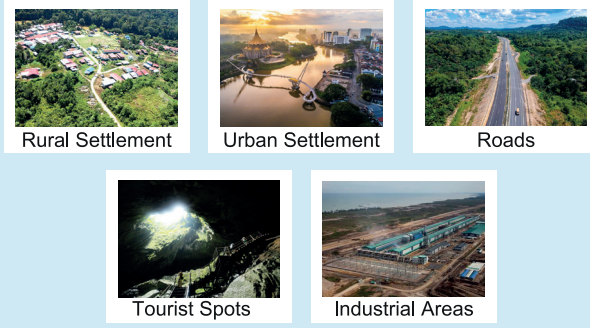 Rural Settlement
Urban Settlement
Roads
Tourist Spots
Industrial Areas